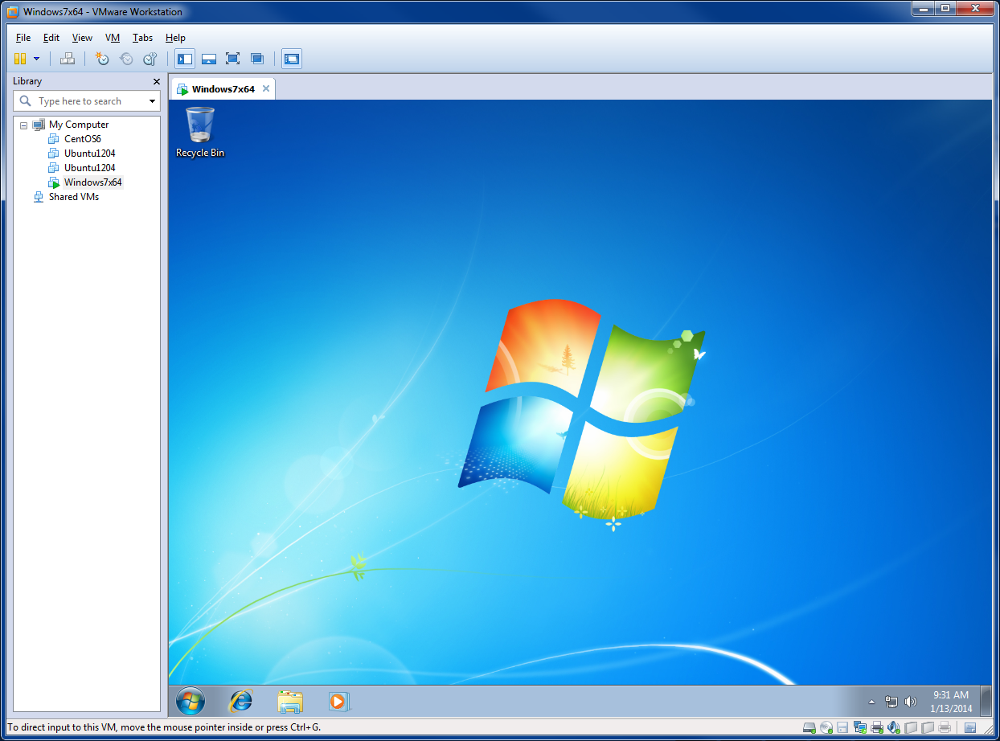 Windows7x64 - VMware Workstation
File Edit View VM Tabs Help
Library
Type here to search
My Computer
CentOS6
Ubuntu1204
Ubuntu1204
Windows7x64
Shared VMs
Windows7x64
Recycle Bin
9:31 AM
1/13/2014
To direct input to this VM, move the mouse pointer inside or press Ctrl+G.